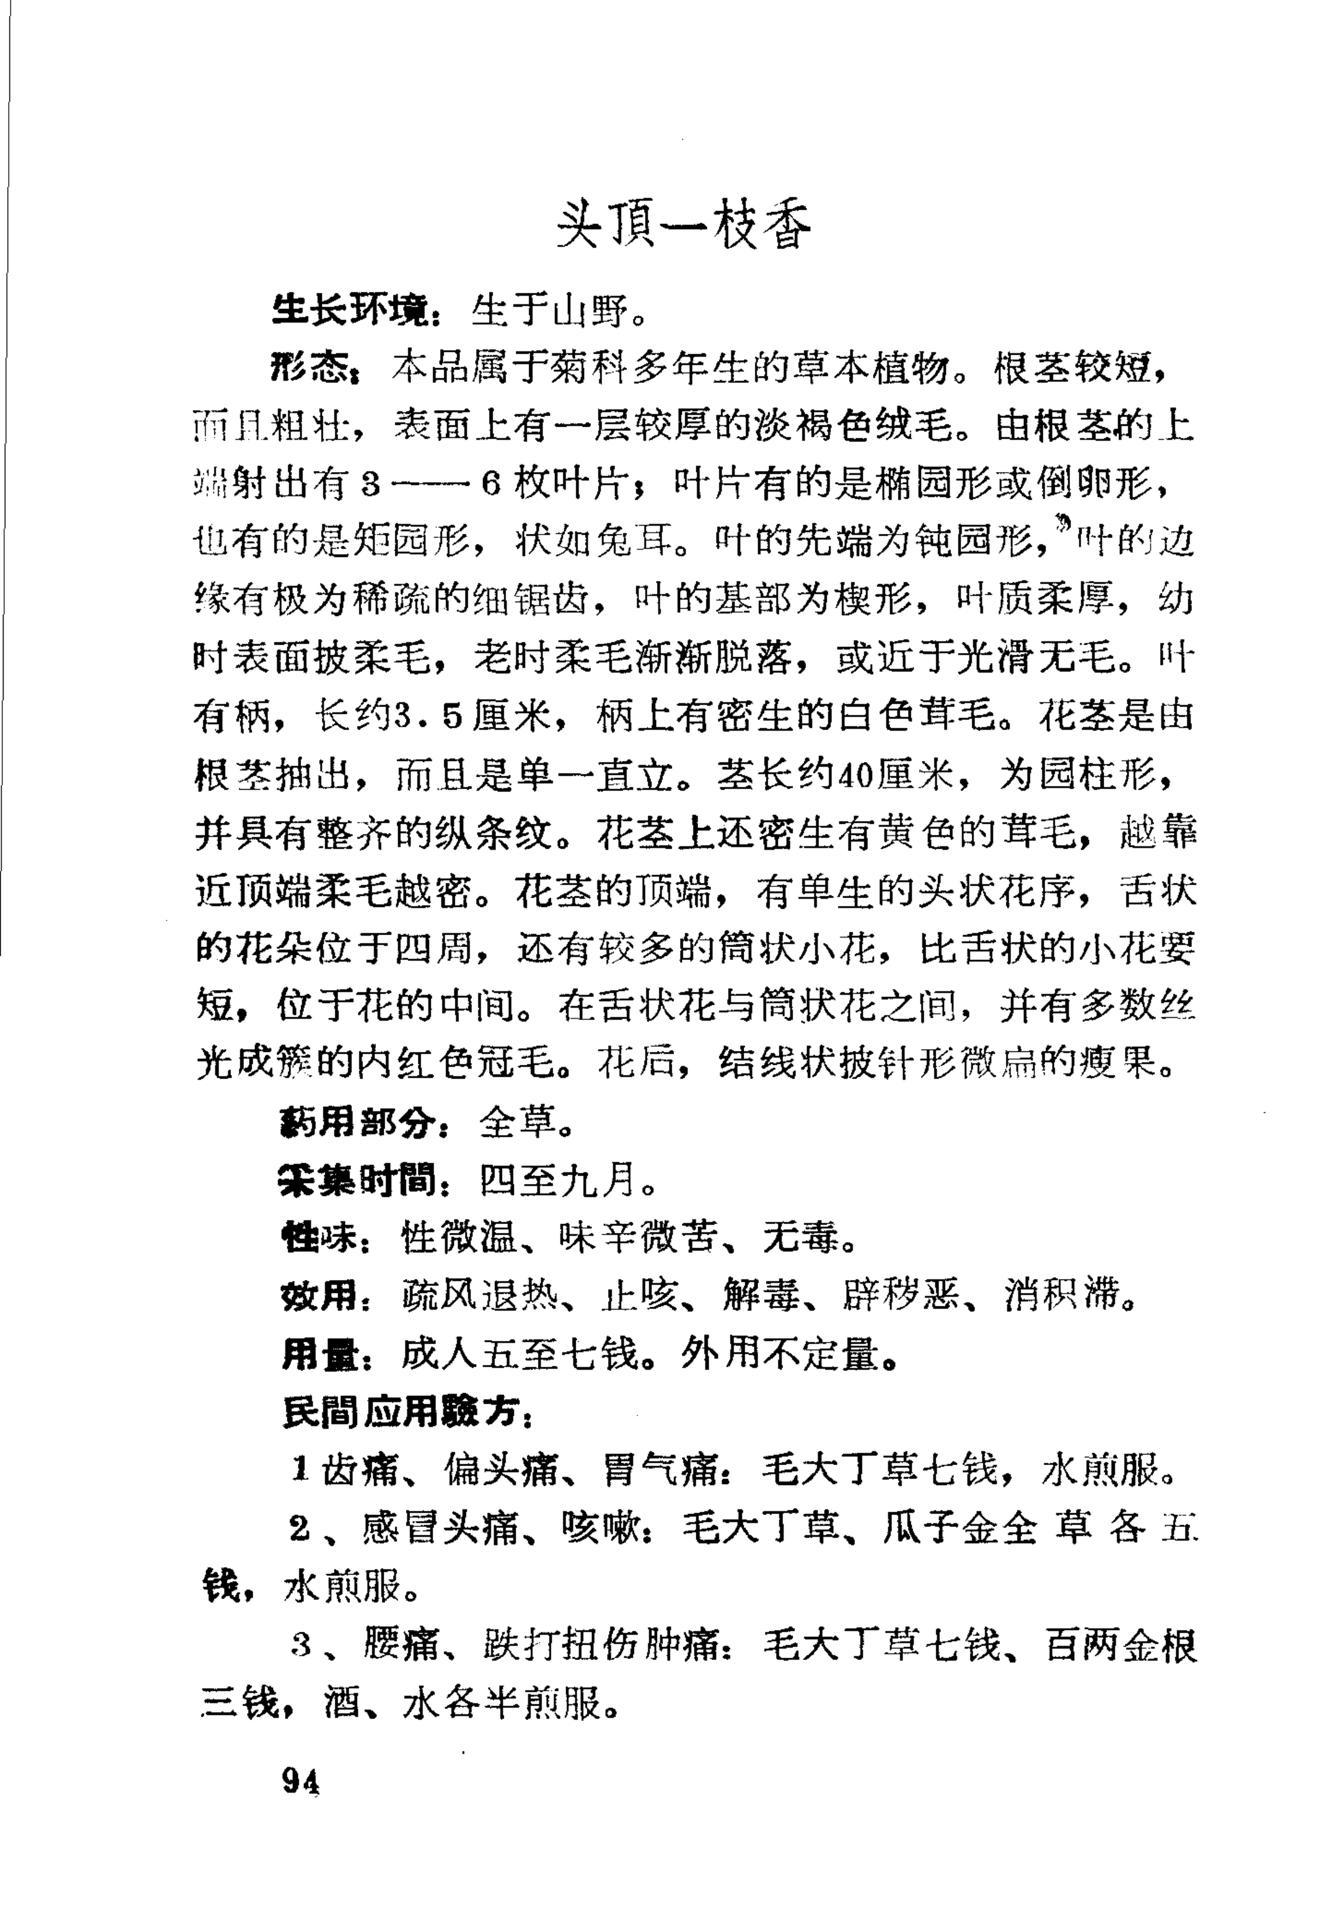 头頂一枝香
生长环境：生于山野。
形态：本品属于菊科多年生的草本植物。根茎较短，
而且粗壮，表面上有一层较厚的淡褐色绒毛。由根茎的上
端射出有3——6枚叶片；叶片有的是椭园形或倒卵形，
也有的是矩园形，状如兔耳。叶的先端为钝园形，叶的边
缘有极为稀疏的细锯齿，叶的基部为楔形，叶质柔厚，幼
时表面披柔毛，老时柔毛渐渐脱落，或近于光滑无毛。叶
有柄，长约3.5厘米，柄上有密生的白色茸毛。花茎是由
根茎抽出，而且是单一直立。茎长约40厘米，为园柱形，
并具有整齐的纵条纹。花茎上还密生有黄色的茸毛，越靠
近顶端柔毛越密。花茎的顶端，有单生的头状花序，舌状
的花朵位于四周，还有较多的筒状小花，比舌状的小花要
短，位于花的中间。在舌状花与筒状花之间，并有多数丝
光成簇的内红色冠毛。花后，结线状披针形微扁的瘦果。
药用部分：全草。
采集时間：四至九月。
性味：性微温、味辛微苦、无毒。
效用：疏风退热、止咳、解毒、辟秽恶、消积滞。
用量：成人五至七钱。外用不定量。
民間应用驗方：
1齿痛、偏头痛、胃气痛：毛大丁草七钱，水煎服。
2、感冒头痛、咳嗽：毛大丁草、瓜子金全草各五
钱，水煎服。
3、腰痛、跌打扭伤肿痛：毛大丁草七钱、百两金根
三钱，酒、水各半煎服。
94